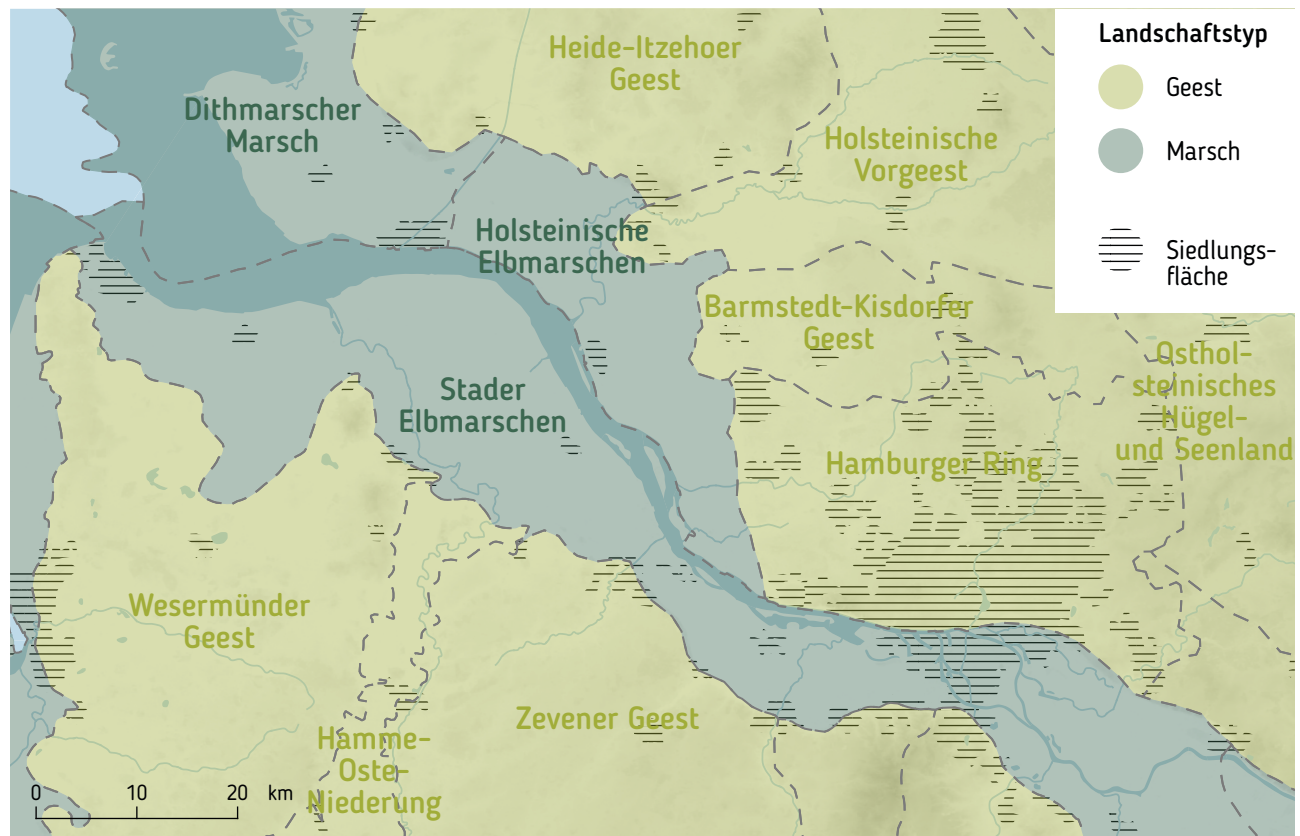 Heide-Itzehoer
Geest
Dithmarscher
Marsch
Holsteinische
Vorgeest
Holsteinische
Elbmarschen
Barmstedt-Kisdorfer
Geest
Osthol-
steinisches
Hügel-
und Seenland
Stader
Elbmarschen
Hamburger Ring
Wesermünder
Geest
Zevener Geest
Hamme-
Oste-
Niederung
0 10 20 km
Landschaftstyp
Geest
Marsch
Siedlungs-
fläche